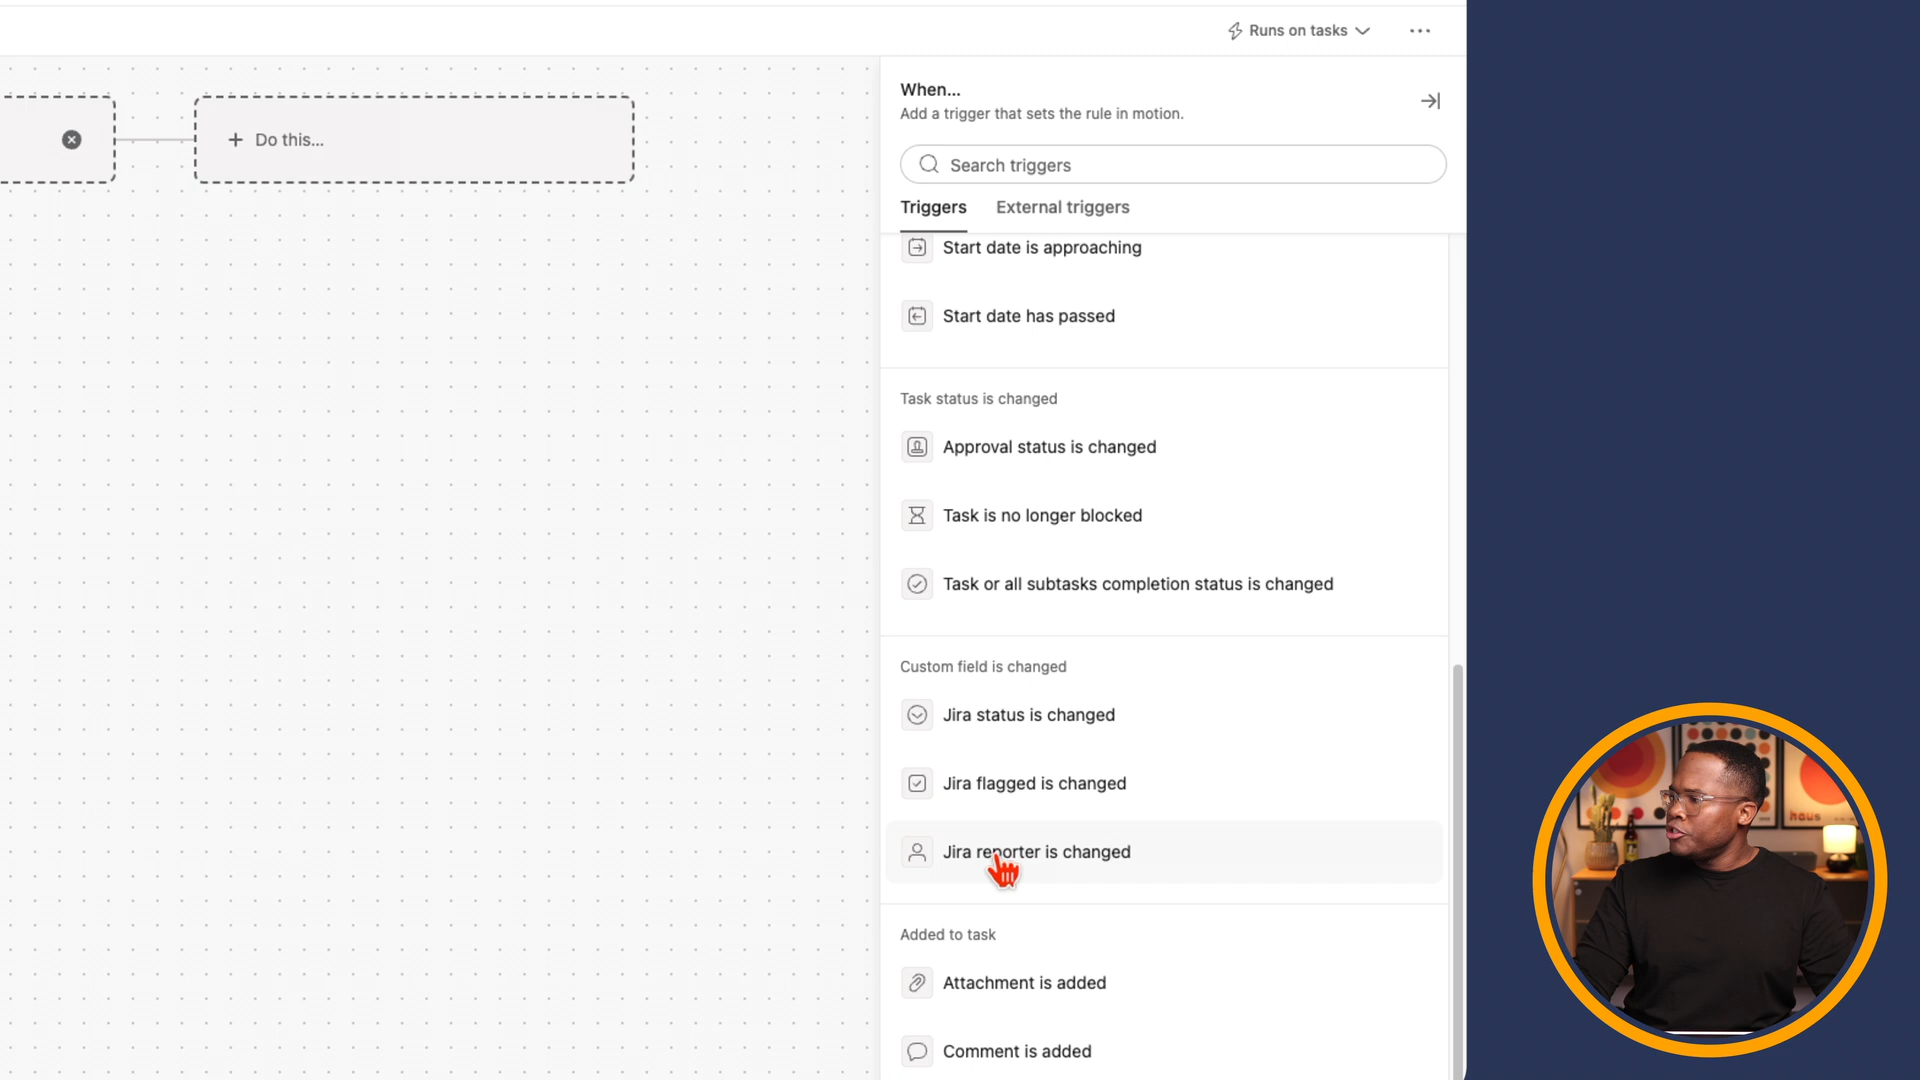 Runs on tasks
When...
Add a trigger that sets the rule in motion.
Do this...
Search triggers
Triggers
External triggers
Start date is approaching
Start date has passed
Task status is changed
Approval status is changed
Task is no longer blocked
Task or all subtasks completion status is changed
Custom field is changed
Jira status is changed
Jira flagged is changed
Jira reporter is changed
Added to task
Attachment is added
Comment is added
haus